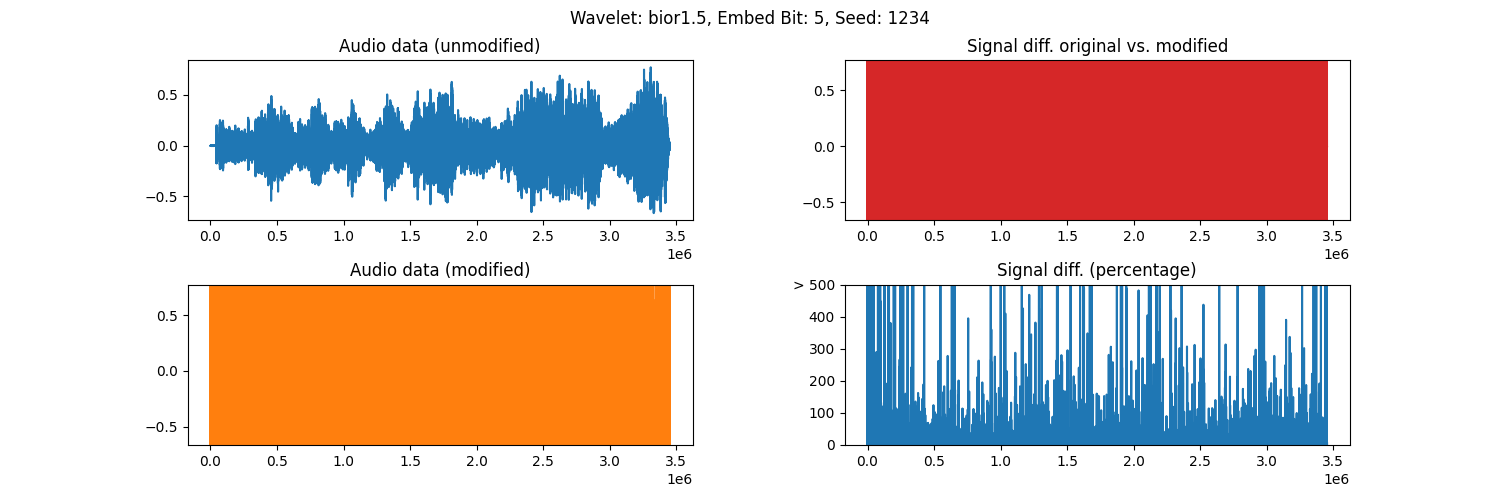 Wavelet: bior1.5, Embed Bit: 5, Seed: 1234
Audio data (unmodified)
0.5
0.0
−0.5
0.0 0.5 1.0 1.5 2.0 2.5 3.0 3.5
1e6
Signal diff. original vs. modified
0.5
0.0
−0.5
0.0 0.5 1.0 1.5 2.0 2.5 3.0 3.5
1e6
Audio data (modified)
0.5
0.0
−0.5
0.0 0.5 1.0 1.5 2.0 2.5 3.0 3.5
1e6
Signal diff. (percentage)
> 500
400
300
200
100
0
0.0 0.5 1.0 1.5 2.0 2.5 3.0 3.5
1e6